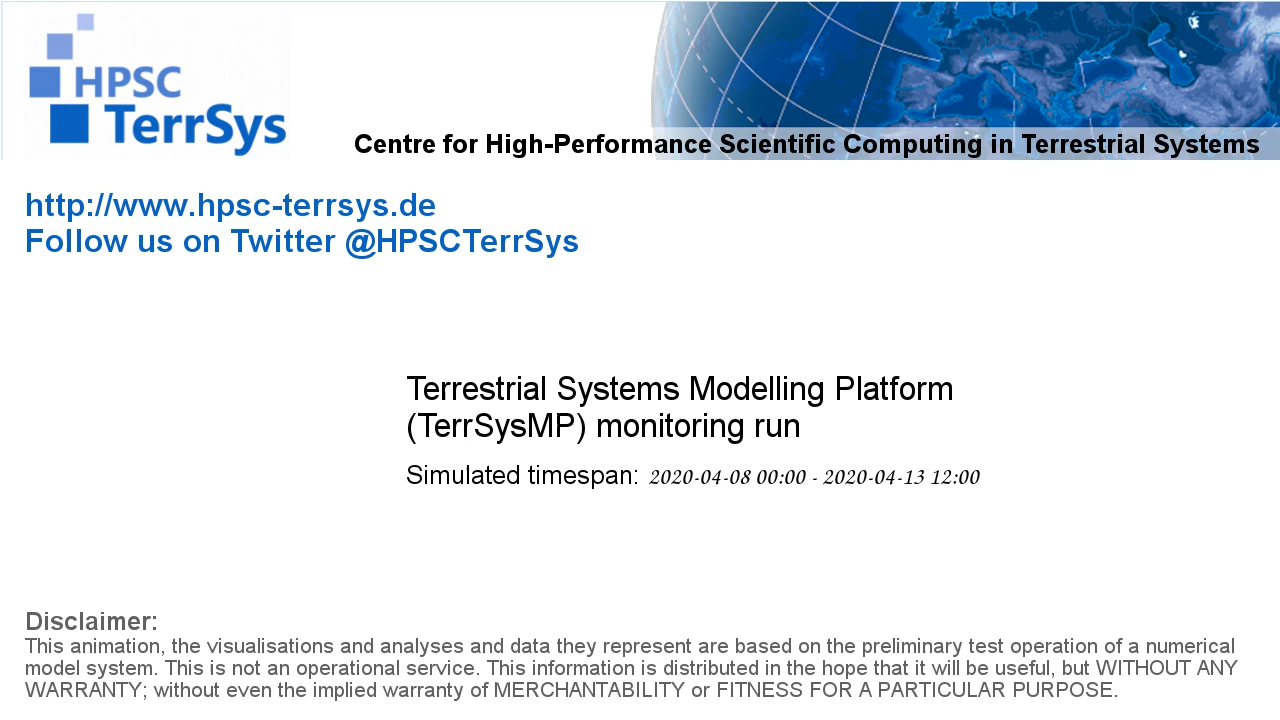 HPSC
TerrSys
Centre for High-Performance Scientific Computing in Terrestrial Systems
http://www.hpsc-terrsys.de
Follow us on Twitter @HPSCTerrSys
Terrestrial Systems Modelling Platform
(TerrSysMP) monitoring run
Simulated timespan: 2020-04-08 00:00 - 2020-04-13 12:00
Disclaimer:
This animation, the visualisations and analyses and data they represent are based on the preliminary test operation of a numerical
model system. This is not an operational service. This information is distributed in the hope that it will be useful, but WITHOUT ANY
WARRANTY; without even the implied warranty of MERCHANTABILITY or FITNESS FOR A PARTICULAR PURPOSE.